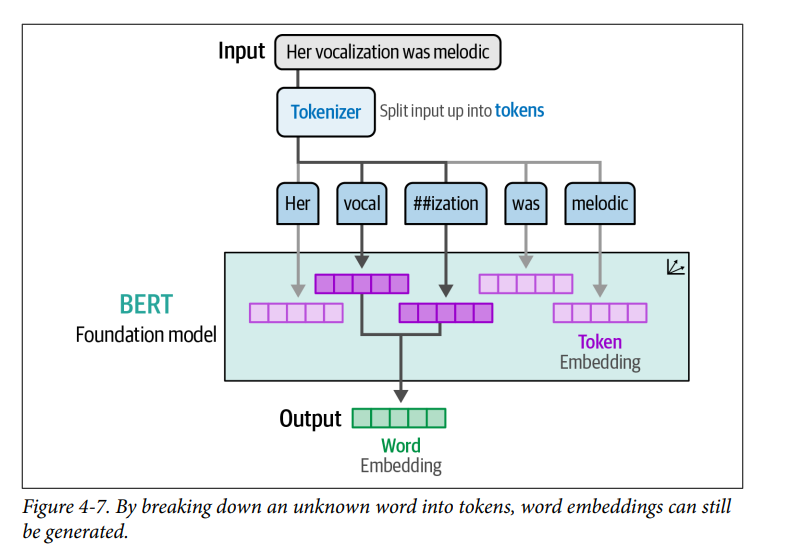 Input
Her vocalization was melodic
Tokenizer
Split input up into tokens
Her
vocal
##ization
was
melodic
BERT
Foundation model
Token
Embedding
Output
Word
Embedding
Figure 4-7. By breaking down an unknown word into tokens, word embeddings can still
be generated.